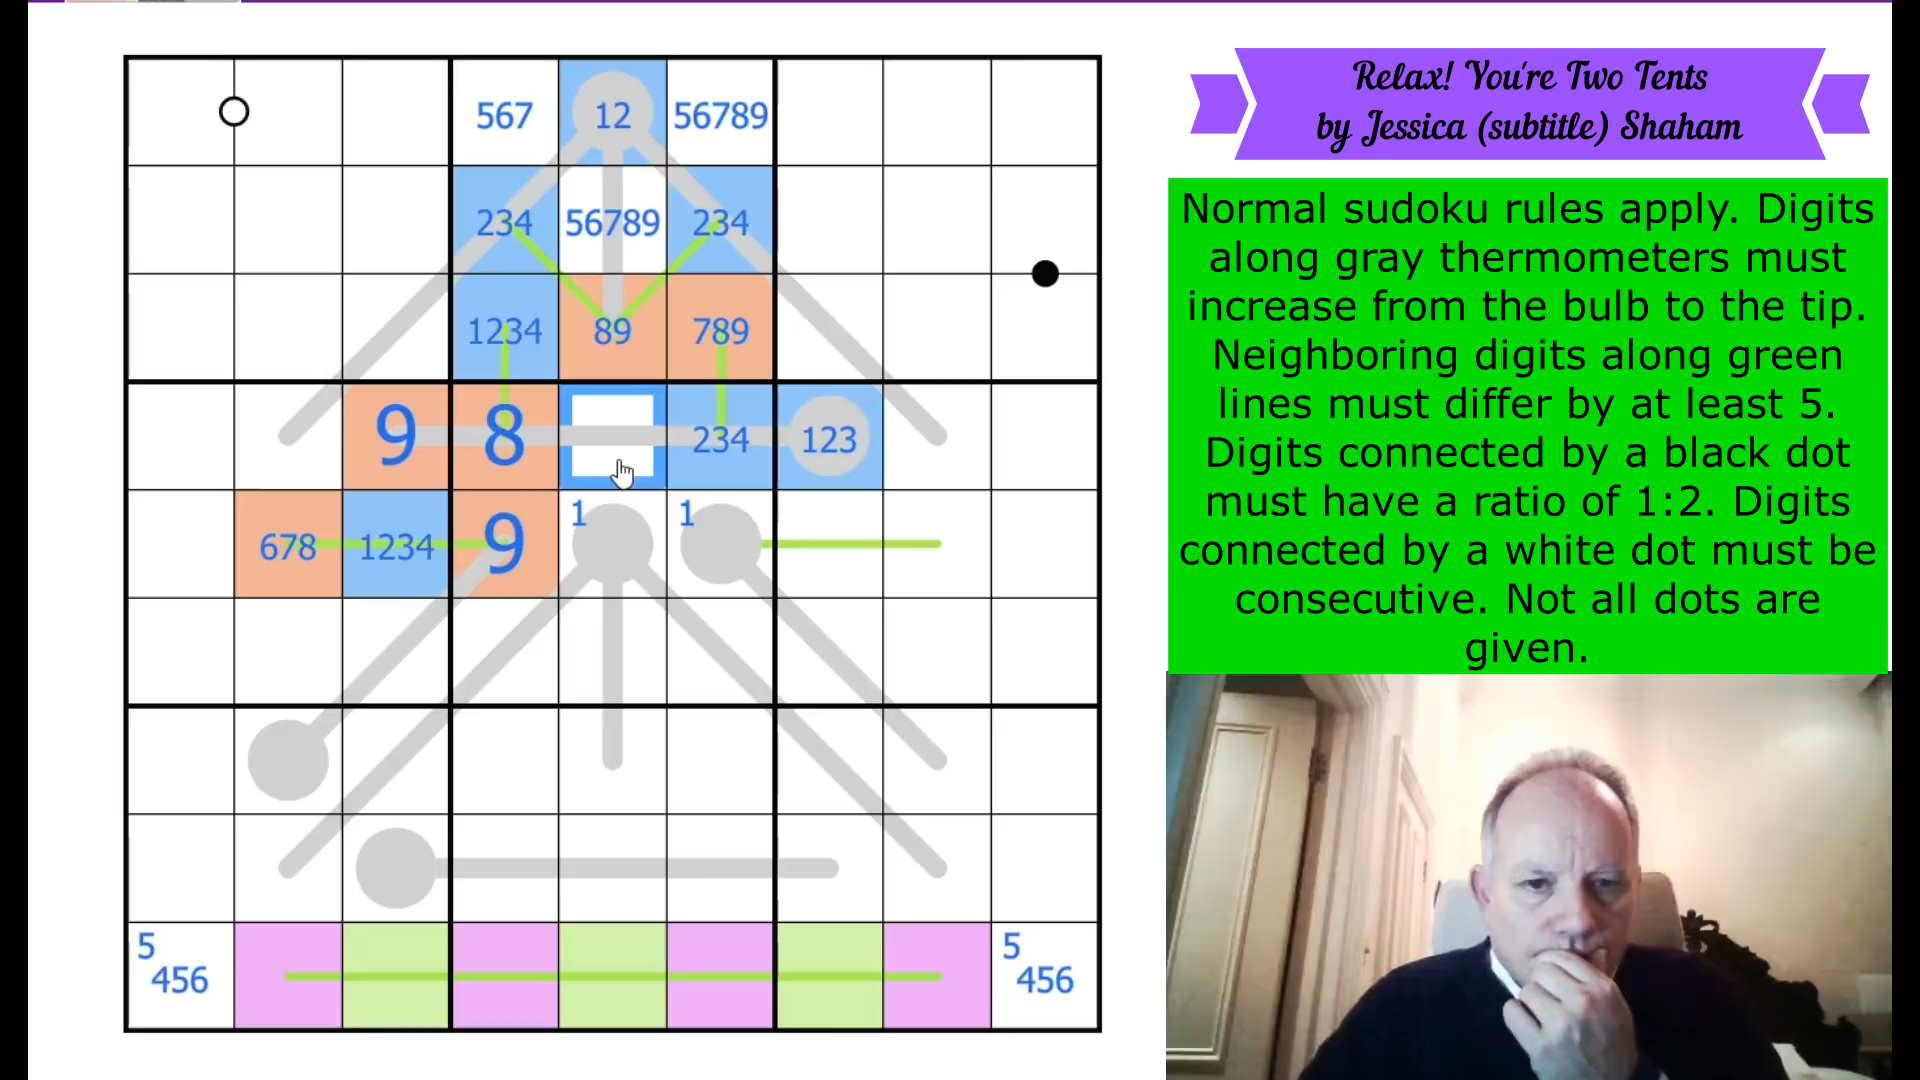 Relax! You're Two Tents
by Jessica (subtitle) Shaham
Normal sudoku rules apply. Digits
along gray thermometers must
increase from the bulb to the tip.
Neighboring digits along green
lines must differ by at least 5.
Digits connected by a black dot
must have a ratio of 1:2. Digits
connected by a white dot must be
consecutive. Not all dots are
given.
567 12 56789
234 56789 234
1234 89 789
9 8 234 123
678 1234 9 1 1
5 456 5 456